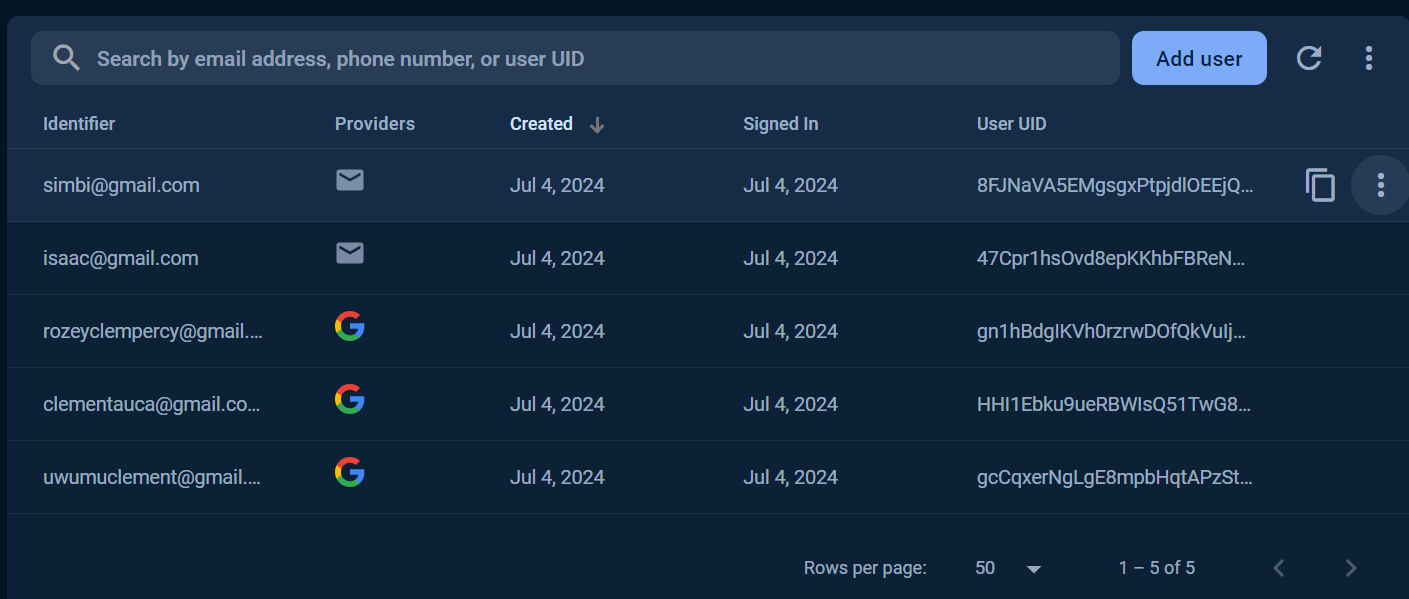 Search by email address, phone number, or user UID Add user
Identifier Providers Created Signed In User UID
simbi@gmail.com Jul 4, 2024 Jul 4, 2024 8FJNaVA5EMgsgxPtpjdlOEEjQ...
isaac@gmail.com Jul 4, 2024 Jul 4, 2024 47Cpr1hsOvd8epKKhbFBReN...
rozeyclempercy@gmail.... Jul 4, 2024 Jul 4, 2024 gn1hBdgIKVh0rzrwDOfQkVuIj...
clementauca@gmail.co... Jul 4, 2024 Jul 4, 2024 HHI1Ebku9ueRBWIsQ51TwG8...
uwumuclement@gmail.... Jul 4, 2024 Jul 4, 2024 gcCqxerNgLgE8mpbHqtAPzSt...
Rows per page: 50 1 – 5 of 5